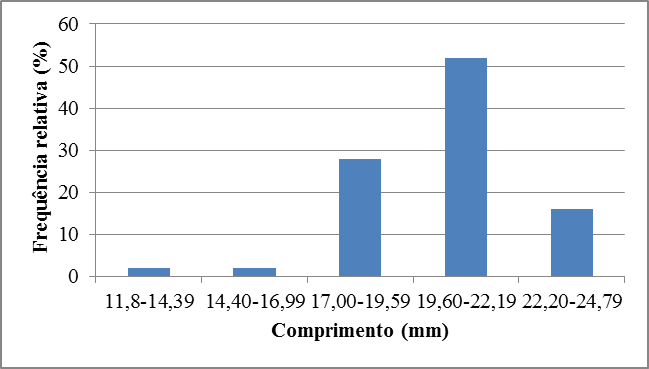 Frequência relativa (%)
60
50
40
30
20
10
0
11,8-14,39 14,40-16,99 17,00-19,59 19,60-22,19 22,20-24,79
Comprimento (mm)